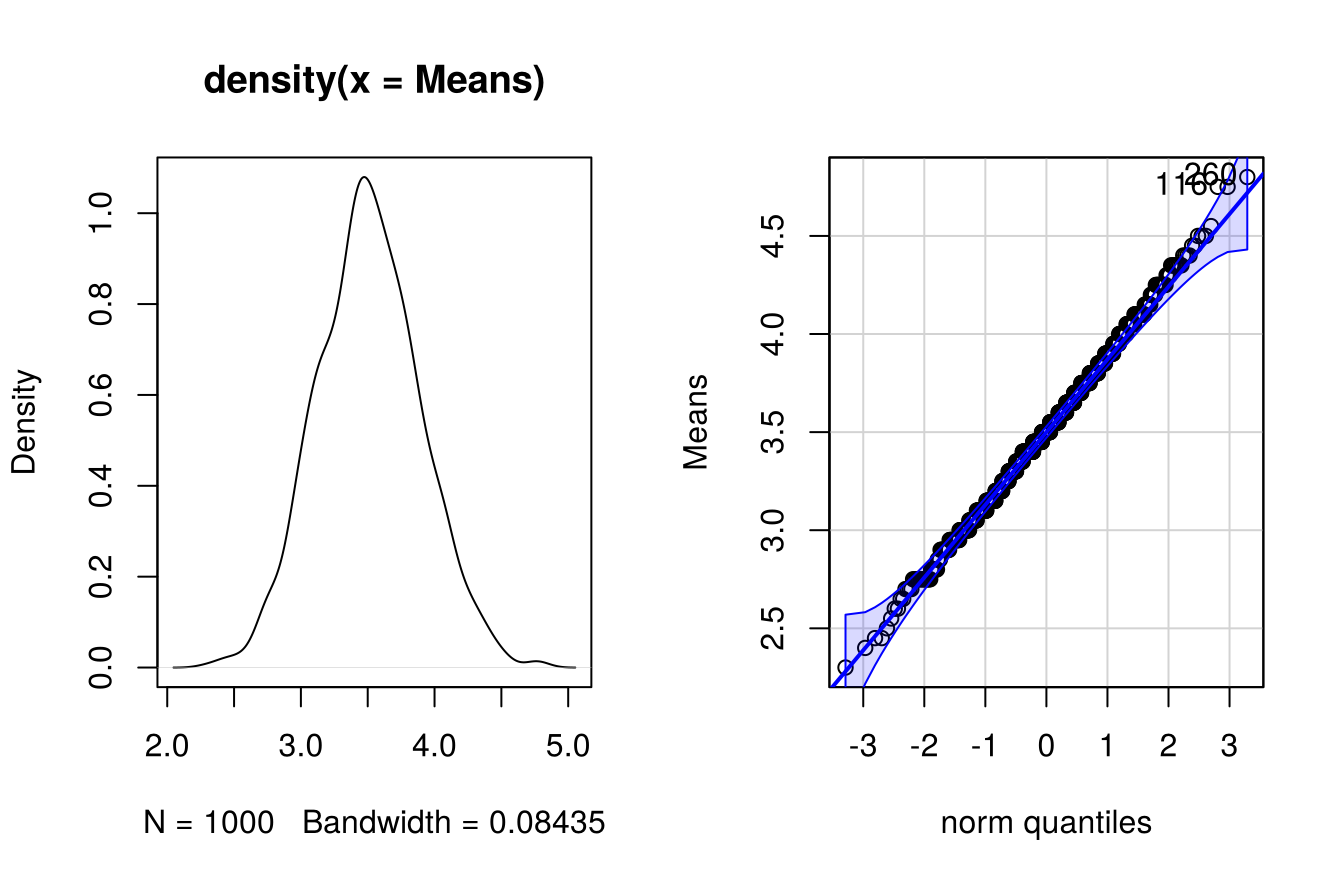 density(x = Means)
Density
1.0
0.8
0.6
0.4
0.2
0.0
2.0 3.0 4.0 5.0
N = 1000 Bandwidth = 0.08435
Means
4.5
4.0
3.5
3.0
2.5
260
116
-3 -2 -1 0 1 2 3
norm quantiles